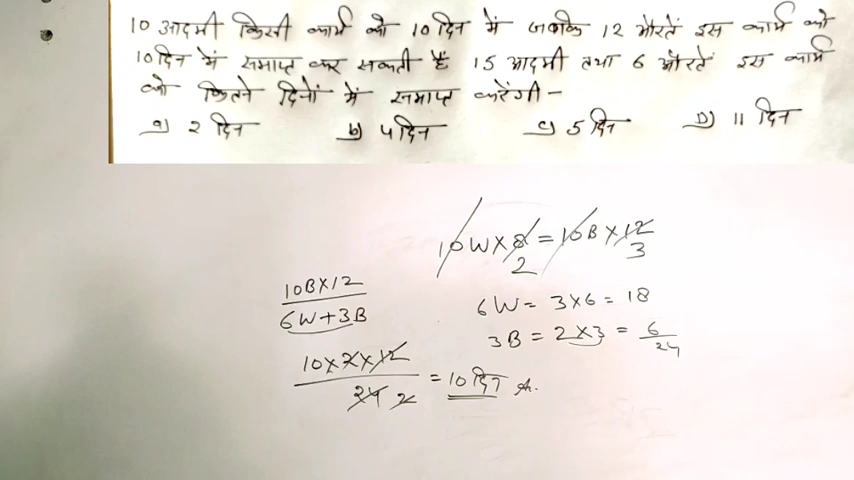 10 आदमी किसी कार्य को 10 दिन में जबकि 12 औरतें इस कार्य को
10 दिन में समाप्त कर सकती हैं 15 आदमी तथा 6 औरतें इस कार्य
को कितने दिनों में समाप्त करेंगी-
a) 2 दिन b) 4 दिन c) 5 दिन D) 11 दिन
10W×8=10B×12
2 3
10B×12
6W+3B
6W= 3×6= 18
3B = 2×3 = 6
24
10×2×12
24 2
= 10 दिन A.